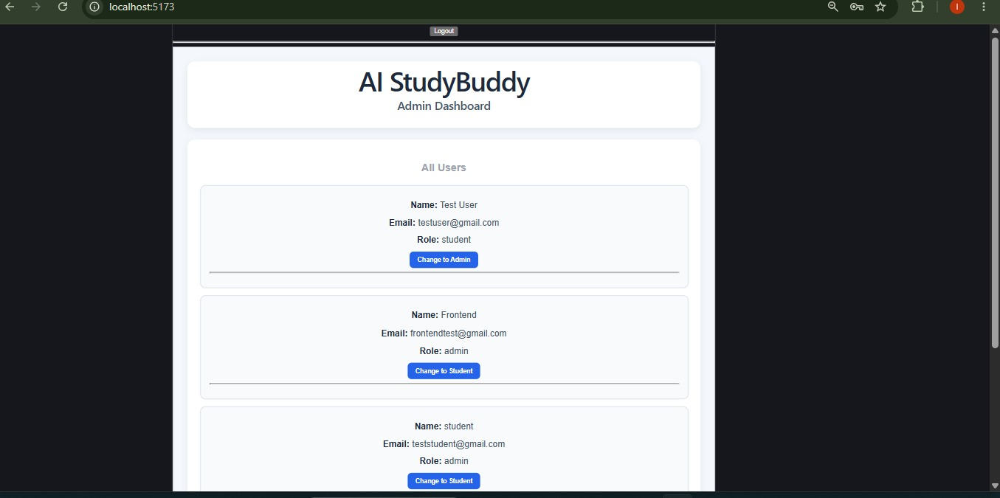 localhost:5173
I
Logout
AI StudyBuddy
Admin Dashboard
All Users
Name: Test User
Email: testuser@gmail.com
Role: student
Change to Admin
Name: Frontend
Email: frontendtest@gmail.com
Role: admin
Change to Student
Name: student
Email: teststudent@gmail.com
Role: admin
Change to Student